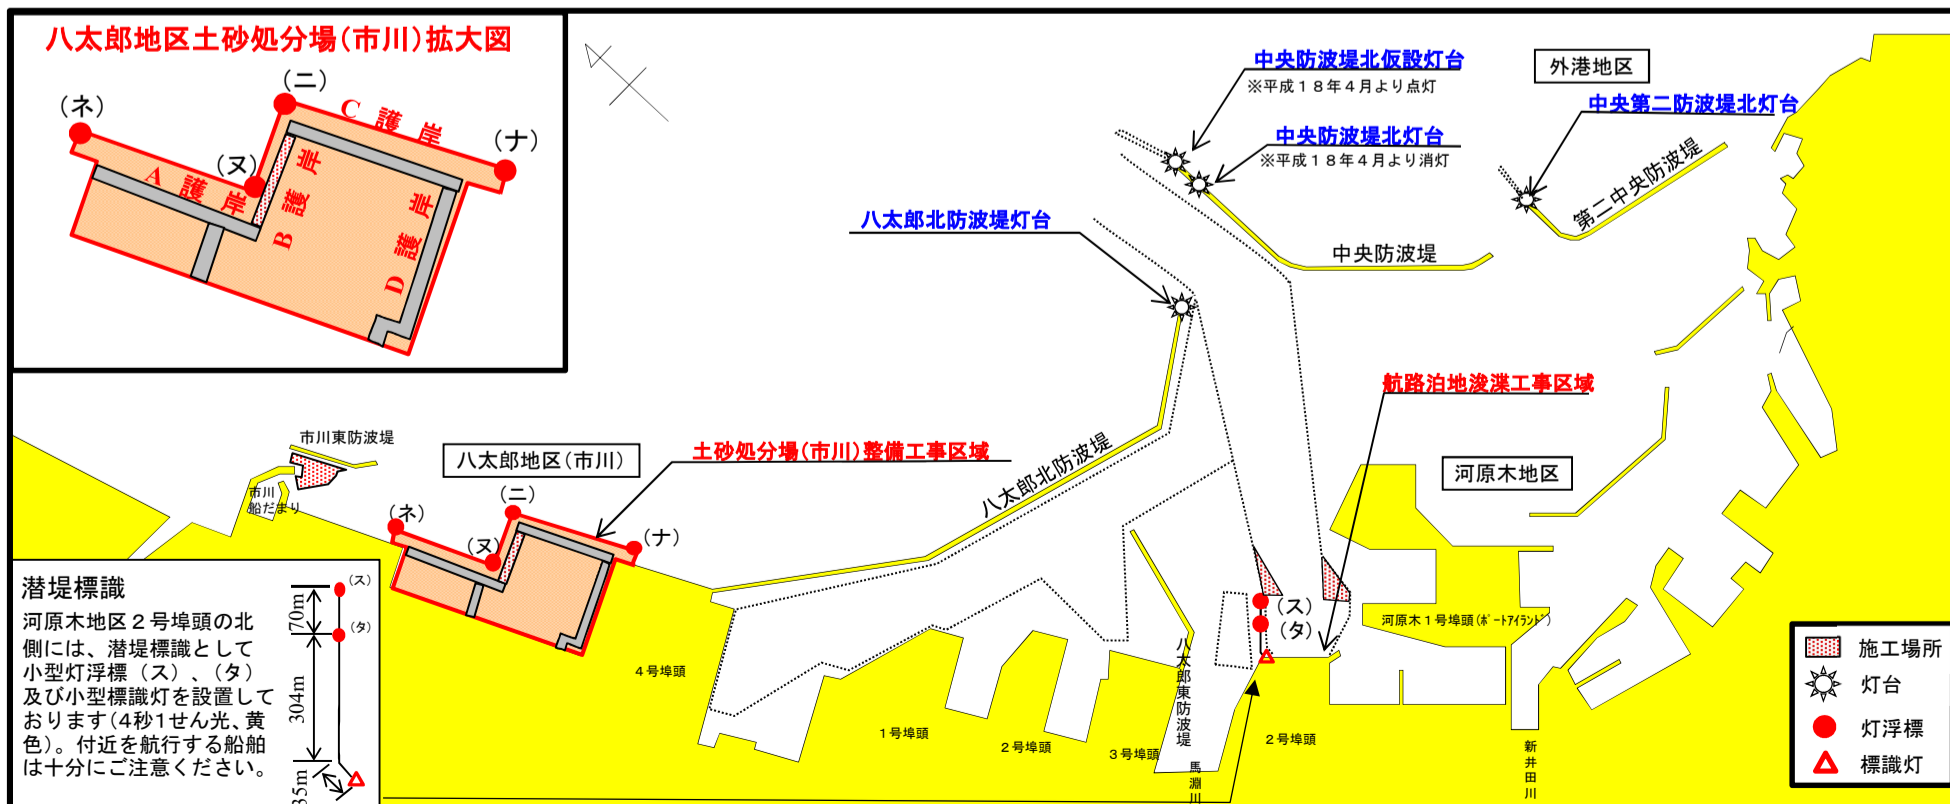 八太郎地区土砂処分場(市川)拡大図
(ニ)
(ネ)
C護岸
(ナ)
(ヌ)
A護岸
B護岸
D護岸
中央防波堤北仮設灯台
※平成18年4月より点灯
外港地区
中央第二防波堤北灯台
中央防波堤北灯台
※平成18年4月より消灯
第二中央防波堤
八太郎北防波堤灯台
中央防波堤
航路泊地浚渫工事区域
市川東防波堤
八太郎地区(市川)
土砂処分場(市川)整備工事区域
八太郎北防波堤
河原木地区
市川
船だまり
(ニ)
(ネ)
(ヌ)
(ナ)
潜堤標識
河原木地区2号埠頭の北
側には、潜堤標識として
小型灯浮標(ス)、(タ)
及び小型標識灯を設置して
おります(4秒1せん光、黄
色)。付近を航行する船舶
は十分にご注意ください。
(ス)
70m
(タ)
304m
35m
(ス)
(タ)
河原木1号埠頭(ポートアイランド)
4号埠頭
1号埠頭
2号埠頭
3号埠頭
八太郎東防波堤
馬淵川
2号埠頭
新井田川
施工場所
灯台
灯浮標
標識灯